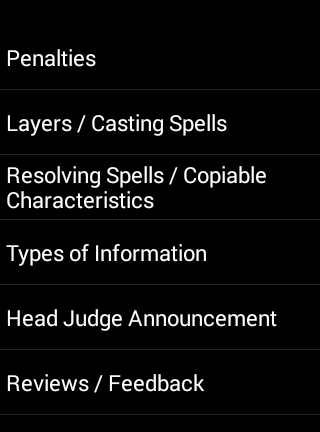 Penalties
Layers / Casting Spells
Resolving Spells / Copiable
Characteristics
Types of Information
Head Judge Announcement
Reviews / Feedback